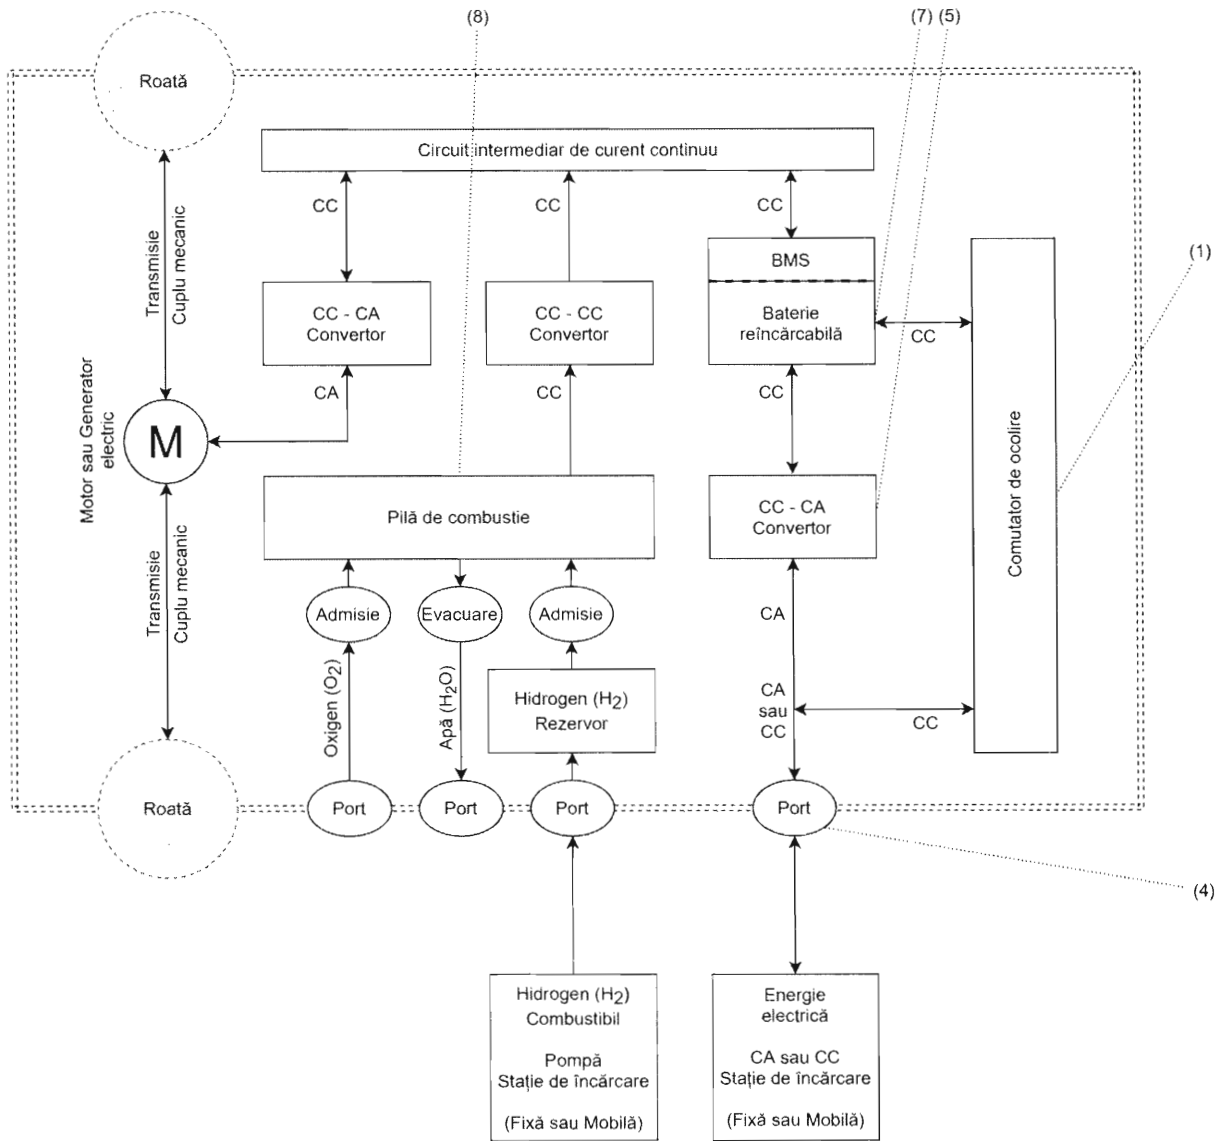 (8)
(7)
(5)
Roată
Circuit intermediar de curent continuu
CC
CC
CC
Transmisie
Cuplu mecanic
BMS
Baterie
reîncărcabilă
CC - CA
Convertor
CC - CC
Convertor
CC
(1)
CA
CC
CC
Motor sau Generator
electric
M
Pilă de combustie
CC - CA
Convertor
Comutator de ocolire
Transmisie
Cuplu mecanic
Admisie
Evacuare
Admisie
CA
Oxigen (O2)
Apă (H2O)
Hidrogen (H2)
Rezervor
CA
sau
CC
CC
Roată
Port
Port
Port
Port
(4)
Hidrogen (H2)
Combustibil
Pompă
Stație de încărcare
(Fixă sau Mobilă)
Energie
electrică
CA sau CC
Stație de încărcare
(Fixă sau Mobilă)